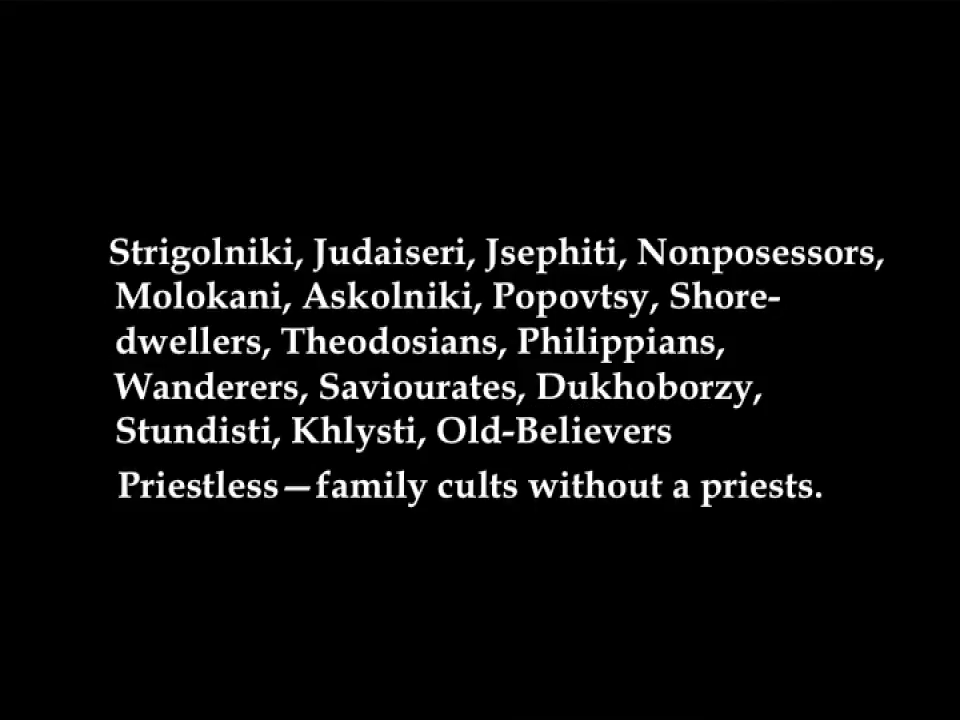 Strigolniki, Judaiseri, Jsephiti, Nonposessors,
Molokani, Askolniki, Popovtsy, Shore-
dwellers, Theodosians, Philippians,
Wanderers, Saviourates, Dukhoborzy,
Stundisti, Khlysti, Old-Believers
Priestless—family cults without a priests.